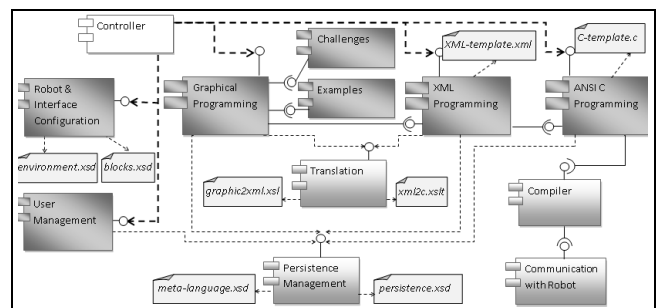 Controller
Challenges
XML-template.xml
C-template.c
Robot &
Interface
Configuration
Graphical
Programming
Examples
XML
Programming
ANSI C
Programming
environment.xsd
blocks.xsd
Translation
graphic2xml.xsl
xml2c.xslt
Compiler
User
Management
Persistence
Management
meta-language.xsd
persistence.xsd
Communication
with Robot